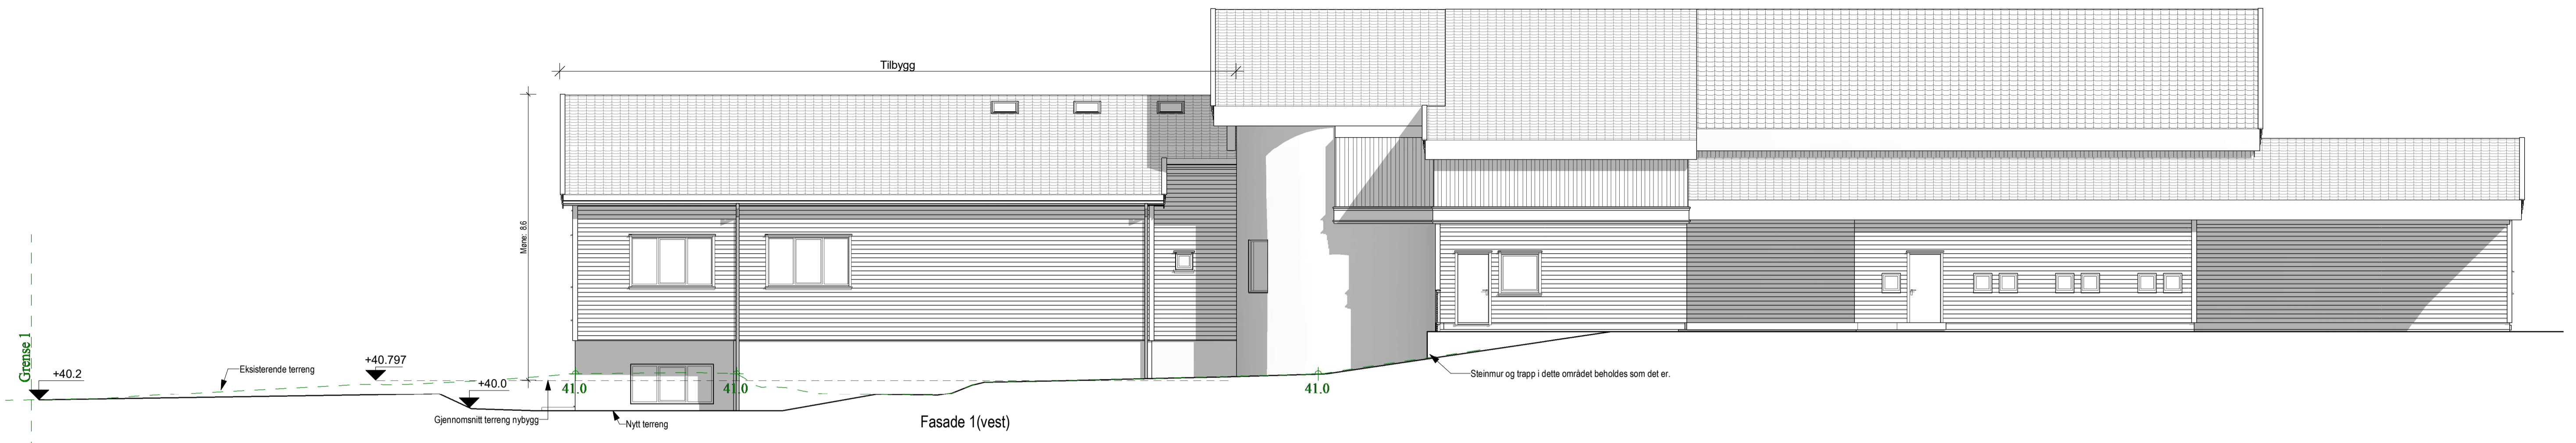 Tilbygg
Møne: 8.6
Grense 1
+40.2
Eksisterende terreng
+40.797
+40.0
41.0
41.0
41.0
Steinmur og trapp i dette området beholdes som det er.
Gjennomsnitt terreng nybygg
Nytt terreng
Fasade 1(vest)